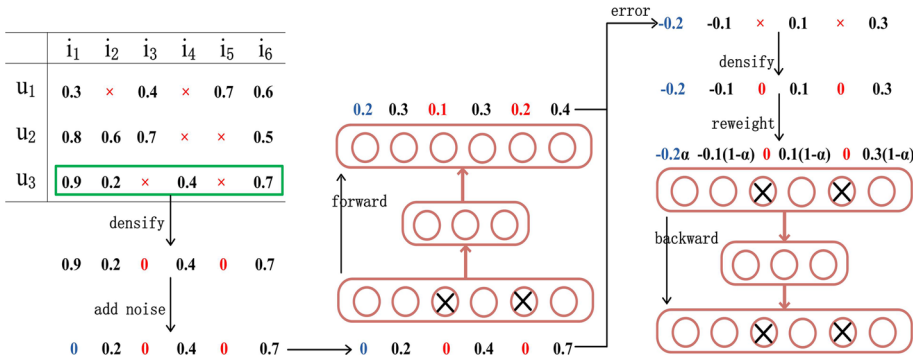 i1 i2 i3 i4 i5 i6
u1 0.3 × 0.4 × 0.7 0.6
u2 0.8 0.6 0.7 × × 0.5
u3 0.9 0.2 × 0.4 × 0.7
densify
0.9 0.2 0 0.4 0 0.7
add noise
0 0.2 0 0.4 0 0.7
0.2 0.3 0.1 0.3 0.2 0.4
forward
0 0.2 0 0.4 0 0.7
error
-0.2 -0.1 × 0.1 × 0.3
densify
-0.2 -0.1 0 0.1 0 0.3
reweight
-0.2α -0.1(1-α) 0 0.1(1-α) 0 0.3(1-α)
backward